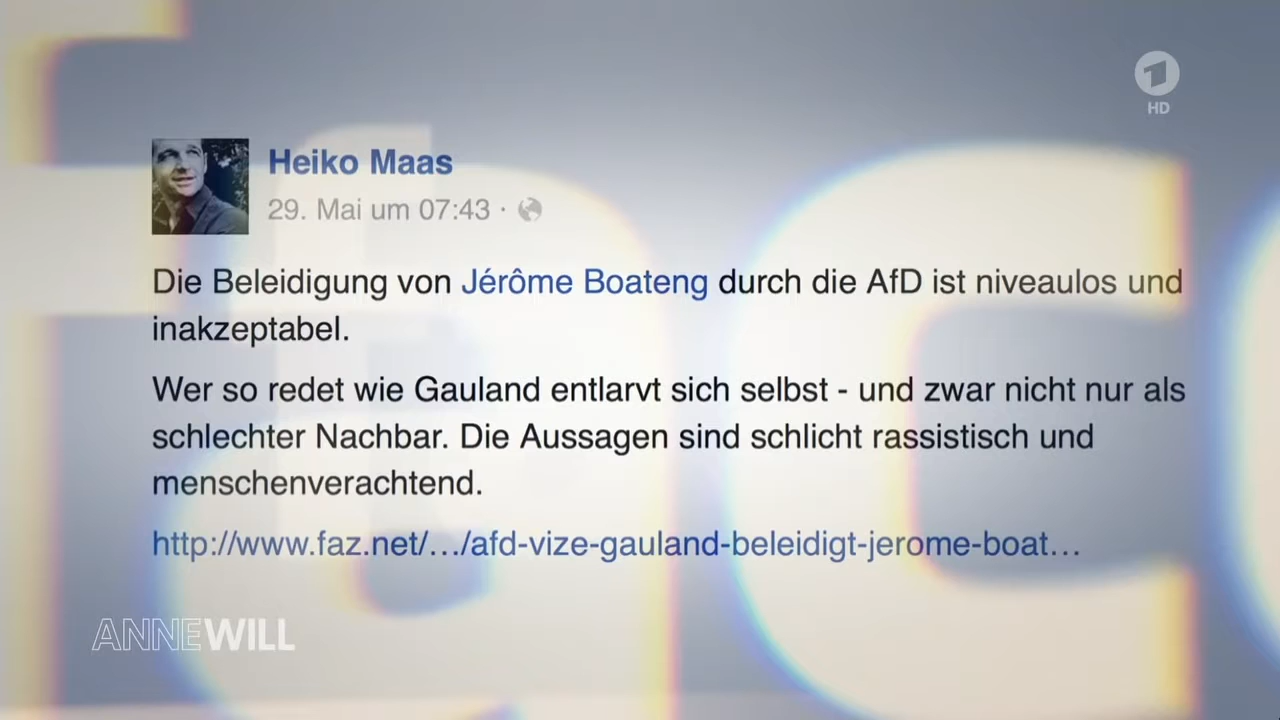 1
HD
Heiko Maas
29. Mai um 07:43 ·
Die Beleidigung von Jérôme Boateng durch die AfD ist niveaulos und
inakzeptabel.
Wer so redet wie Gauland entlarvt sich selbst - und zwar nicht nur als
schlechter Nachbar. Die Aussagen sind schlicht rassistisch und
menschenverachtend.
http://www.faz.net/…/afd-vize-gauland-beleidigt-jerome-boat…
ANNEWILL